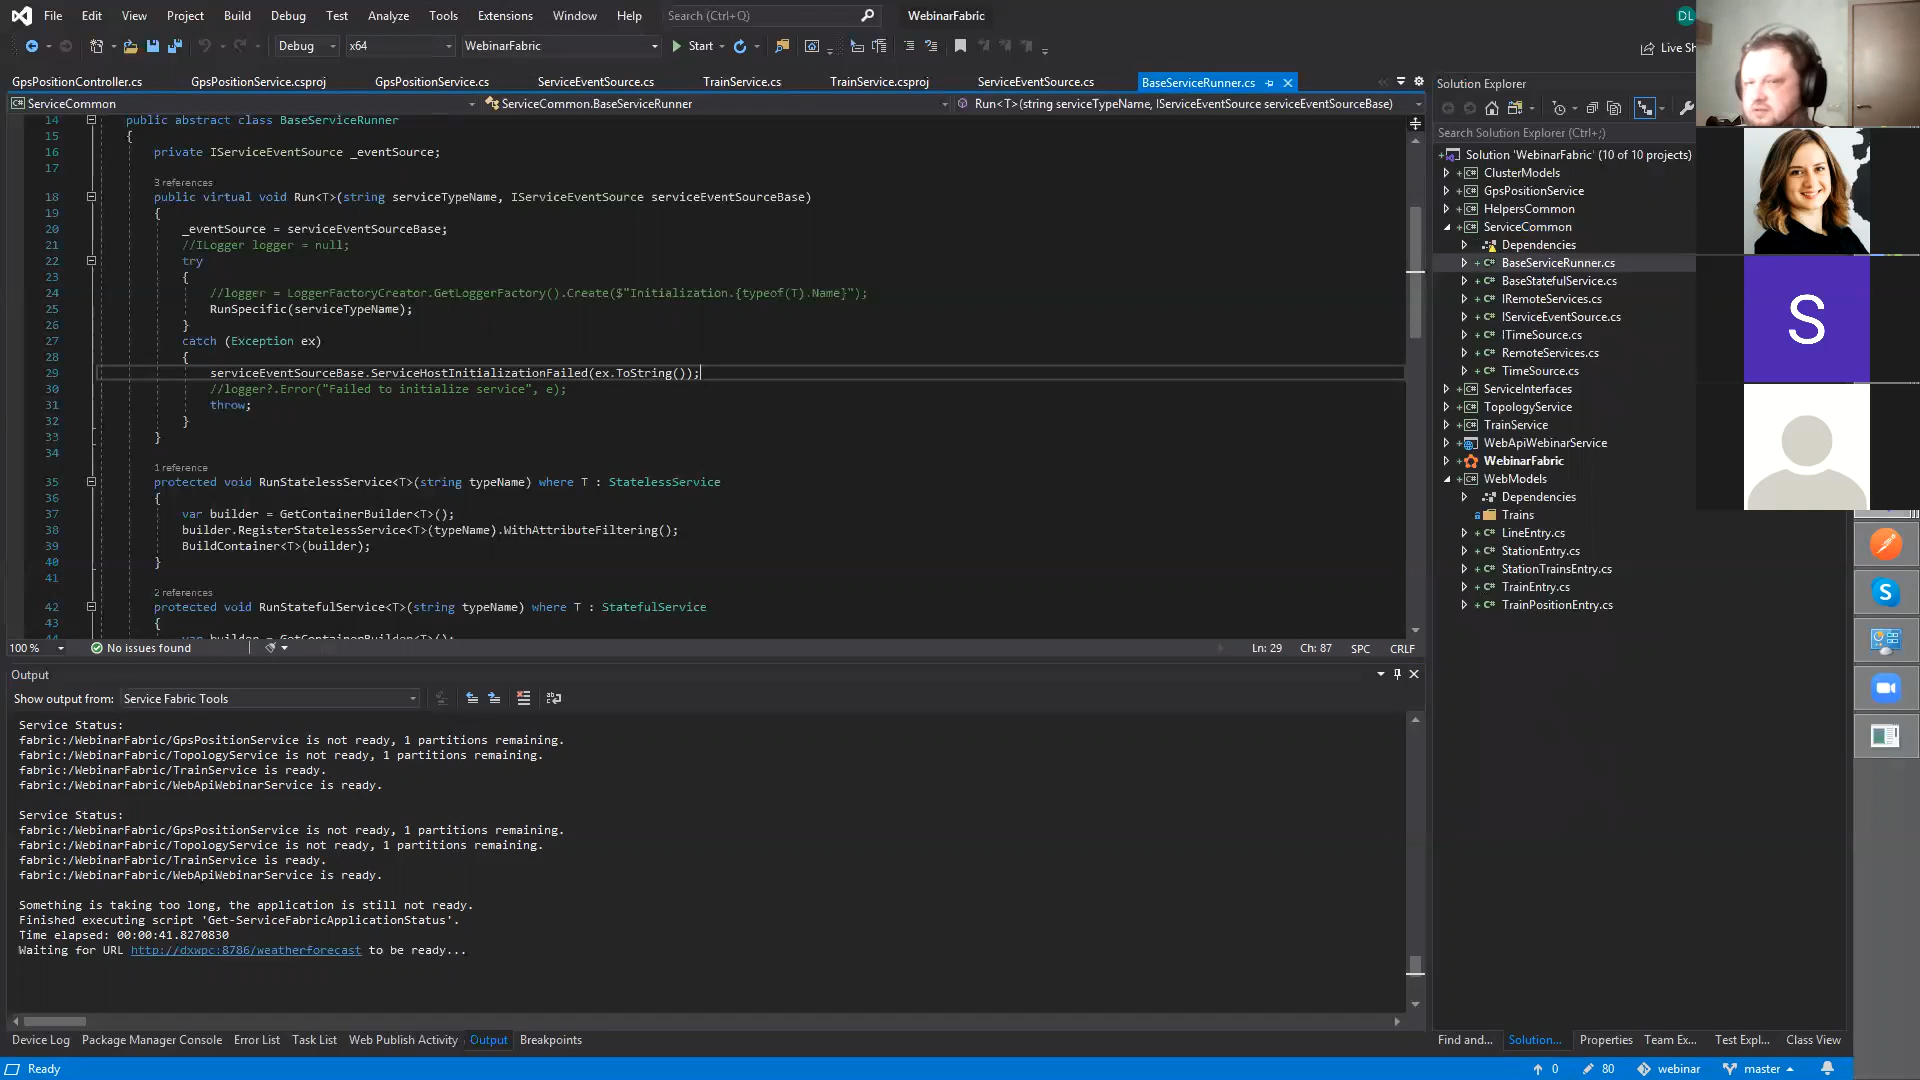 File Edit View Project Build Debug Test Analyze Tools Extensions Window Help Search (Ctrl+Q) WebinarFabric DL
Debug x64 WebinarFabric Start Live Sh
GpsPositionController.cs GpsPositionService.csproj GpsPositionService.cs ServiceEventSource.cs TrainService.cs TrainService.csproj ServiceEventSource.cs BaseServiceRunner.cs
ServiceCommon ServiceCommon.BaseServiceRunner Run<T>(string serviceTypeName, IServiceEventSource serviceEventSourceBase)
14 public abstract class BaseServiceRunner
15 {
16 private IServiceEventSource _eventSource;
17
3 references
18 public virtual void Run<T>(string serviceTypeName, IServiceEventSource serviceEventSourceBase)
19 {
20 _eventSource = serviceEventSourceBase;
21 //ILogger logger = null;
22 try
23 {
24 //logger = LoggerFactoryCreator.GetLoggerFactory().Create($"Initialization.{typeof(T).Name}");
25 RunSpecific(serviceTypeName);
26 }
27 catch (Exception ex)
28 {
29 serviceEventSourceBase.ServiceHostInitializationFailed(ex.ToString());
30 //logger?.Error("Failed to initialize service", e);
31 throw;
32 }
33 }
34
1 reference
35 protected void RunStatelessService<T>(string typeName) where T : StatelessService
36 {
37 var builder = GetContainerBuilder<T>();
38 builder.RegisterStatelessService<T>(typeName).WithAttributeFiltering();
39 BuildContainer<T>(builder);
40 }
41
2 references
42 protected void RunStatefulService<T>(string typeName) where T : StatefulService
43 {
44 var builder = GetContainerBuilder<T>();
100 % No issues found Ln: 29 Ch: 87 SPC CRLF
Output
Show output from: Service Fabric Tools
Service Status:
fabric:/WebinarFabric/GpsPositionService is not ready, 1 partitions remaining.
fabric:/WebinarFabric/TopologyService is not ready, 1 partitions remaining.
fabric:/WebinarFabric/TrainService is ready.
fabric:/WebinarFabric/WebApiWebinarService is ready.
Service Status:
fabric:/WebinarFabric/GpsPositionService is not ready, 1 partitions remaining.
fabric:/WebinarFabric/TopologyService is not ready, 1 partitions remaining.
fabric:/WebinarFabric/TrainService is ready.
fabric:/WebinarFabric/WebApiWebinarService is ready.
Something is taking too long, the application is still not ready.
Finished executing script 'Get-ServiceFabricApplicationStatus'.
Time elapsed: 00:00:41.8270830
Waiting for URL http://dxwpc:8786/weatherforecast to be ready...
Device Log Package Manager Console Error List Task List Web Publish Activity Output Breakpoints
Solution Explorer
Search Solution Explorer (Ctrl+;)
Solution 'WebinarFabric' (10 of 10 projects)
C# ClusterModels
C# GpsPositionService
C# HelpersCommon
C# ServiceCommon
Dependencies
C# BaseServiceRunner.cs
C# BaseStatefulService.cs
C# IRemoteServices.cs
C# IServiceEventSource.cs
C# ITimeSource.cs
C# RemoteServices.cs
C# TimeSource.cs
C# ServiceInterfaces
C# TopologyService
C# TrainService
WebApiWebinarService
WebinarFabric
C# WebModels
Dependencies
Trains
C# LineEntry.cs
C# StationEntry.cs
C# StationTrainsEntry.cs
C# TrainEntry.cs
C# TrainPositionEntry.cs
Find and... Solution... Properties Team Ex... Test Expl... Class View
S
S
Ready 0 80 webinar master